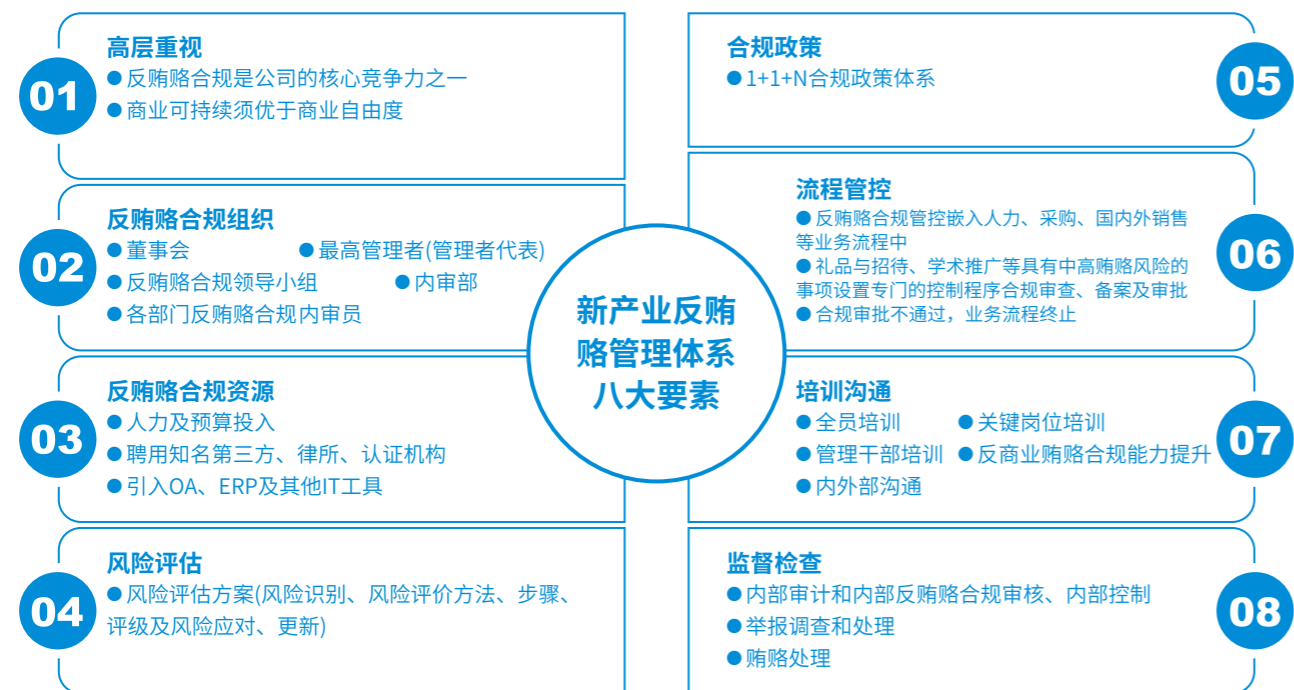 01
高层重视
●反贿赂合规是公司的核心竞争力之一
●商业可持续须优于商业自由度
02
反贿赂合规组织
●董事会 ●最高管理者(管理者代表)
●反贿赂合规领导小组 ●内审部
●各部门反贿赂合规内审员
03
反贿赂合规资源
●人力及预算投入
●聘用知名第三方、律所、认证机构
●引入OA、ERP及其他IT工具
04
风险评估
●风险评估方案(风险识别、风险评价方法、步骤、
评级及风险应对、更新)
新产业反贿
赂管理体系
八大要素
合规政策
●1+1+N合规政策体系
05
流程管控
●反贿赂合规管控嵌入人力、采购、国内外销售
等业务流程中
●礼品与招待、学术推广等具有中高贿赂风险的
事项设置专门的控制程序合规审查、备案及审批
●合规审批不通过，业务流程终止
06
培训沟通
●全员培训 ●关键岗位培训
●管理干部培训 ●反商业贿赂合规能力提升
●内外部沟通
07
监督检查
●内部审计和内部反贿赂合规审核、内部控制
●举报调查和处理
●贿赂处理
08